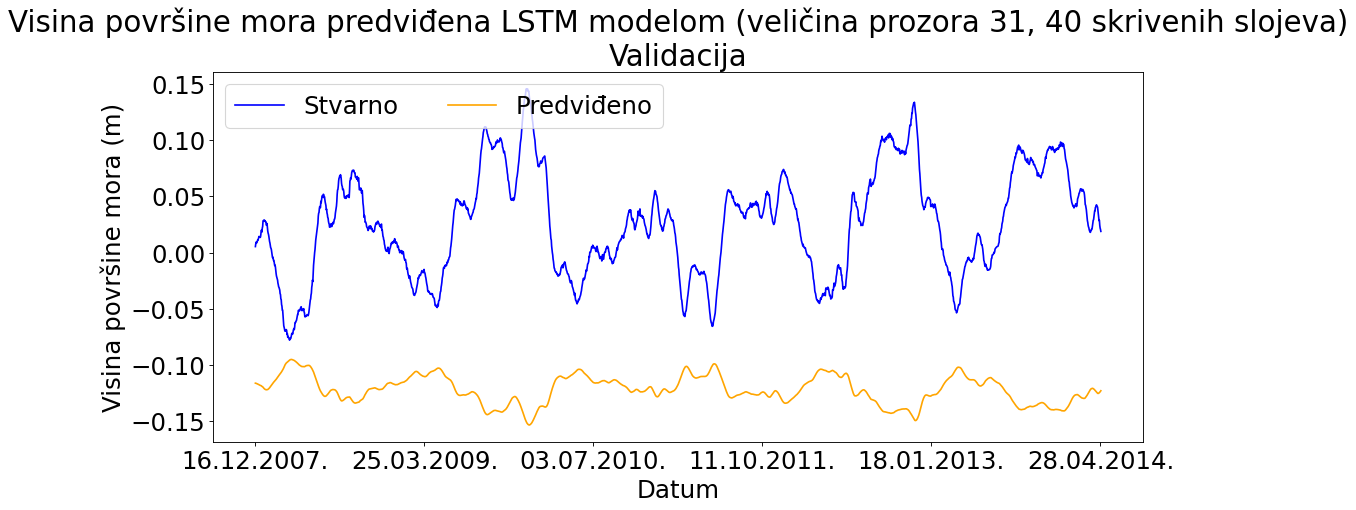 Visina površine mora predviđena LSTM modelom (veličina prozora 31, 40 skrivenih slojeva)
Validacija
Stvarno
Predviđeno
Visina površine mora (m)
0.15
0.10
0.05
0.00
−0.05
−0.10
−0.15
16.12.2007.
25.03.2009.
03.07.2010.
11.10.2011.
18.01.2013.
28.04.2014.
Datum